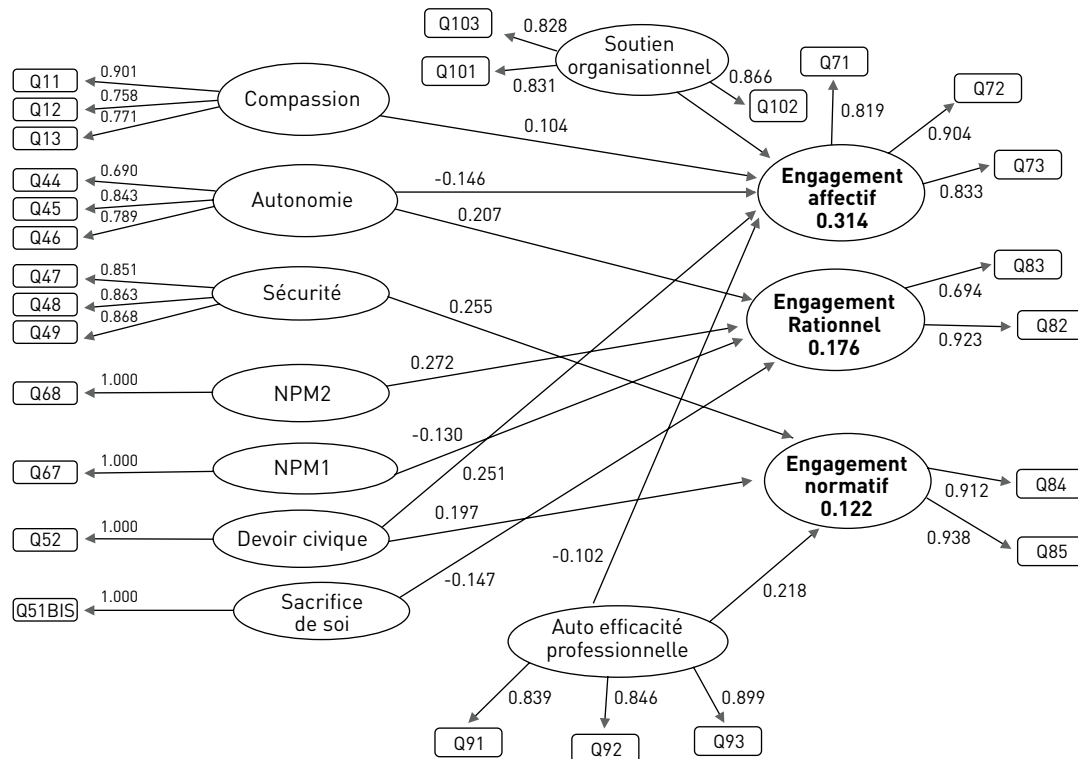 Q103
0.828
Soutien
organisationnel
Q101
0.831
0.866
Q102
Q71
0.819
Q72
0.904
Q11
0.901
Q12
0.758
Q13
0.771
Compassion
0.104
Q73
0.833
Engagement
affectif
0.314
Q44
0.690
Q45
0.843
Q46
0.789
Autonomie
-0.146
0.207
Q47
0.851
Q48
0.863
Q49
0.868
Sécurité
0.255
Engagement
Rationnel
0.176
Q83
0.694
Q82
0.923
Q68
1.000
NPM2
0.272
Q67
1.000
NPM1
-0.130
0.251
Engagement
normatif
0.122
Q84
0.912
Q85
0.938
Q52
1.000
Devoir civique
0.197
Q51BIS
1.000
Sacrifice
de soi
-0.147
-0.102
0.218
Auto efficacité
professionnelle
0.839
0.846
0.899
Q91
Q92
Q93